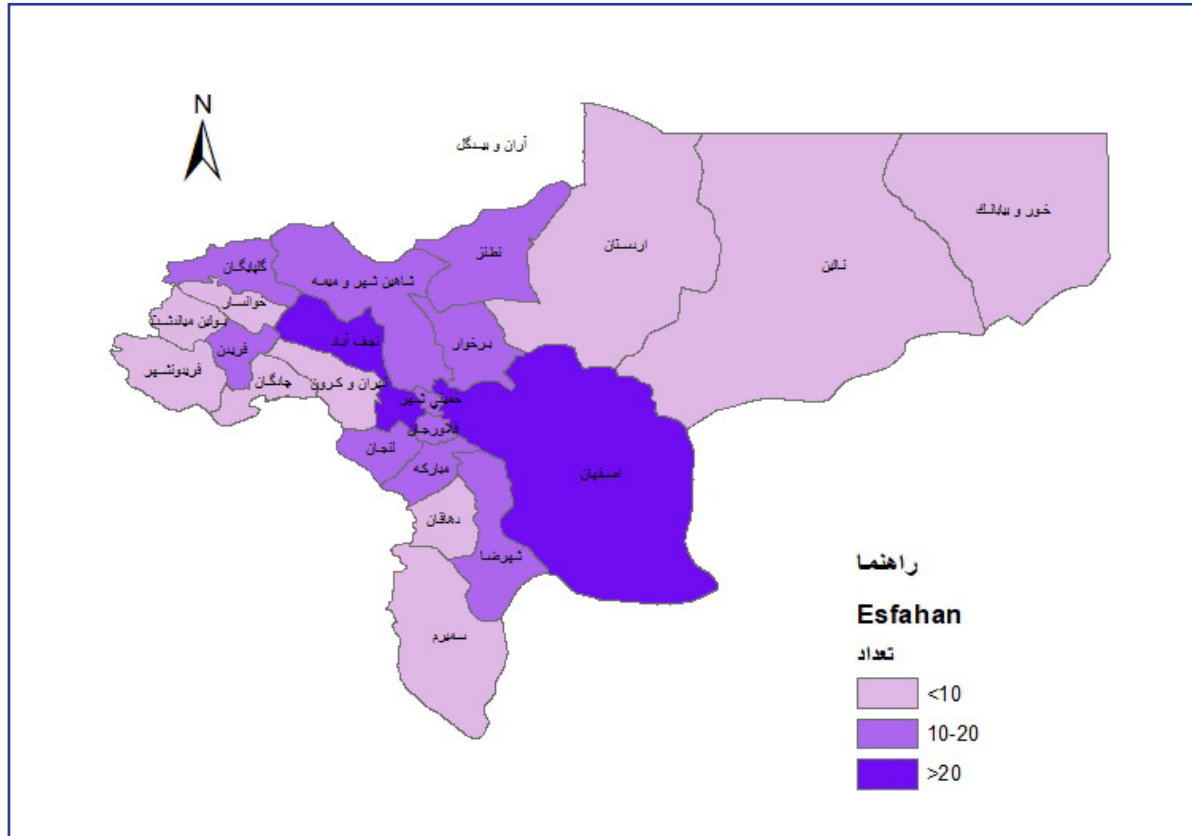 N
آران و بیدگل
خور و بیابانک
اردستان
نائین
نطنز
گلپایگان
شاهین شهر و میمه
خوانسار
بوئین میاندشت
نجف آباد
برخوار
فریدن
فریدونشهر
چادگان
تیران و کرون
خمینی شهر
فلاورجان
لنجان
مبارکه
اصفهان
دهاقان
شهرضا
سمیرم
راهنما
Esfahan
تعداد
<10
10-20
>20